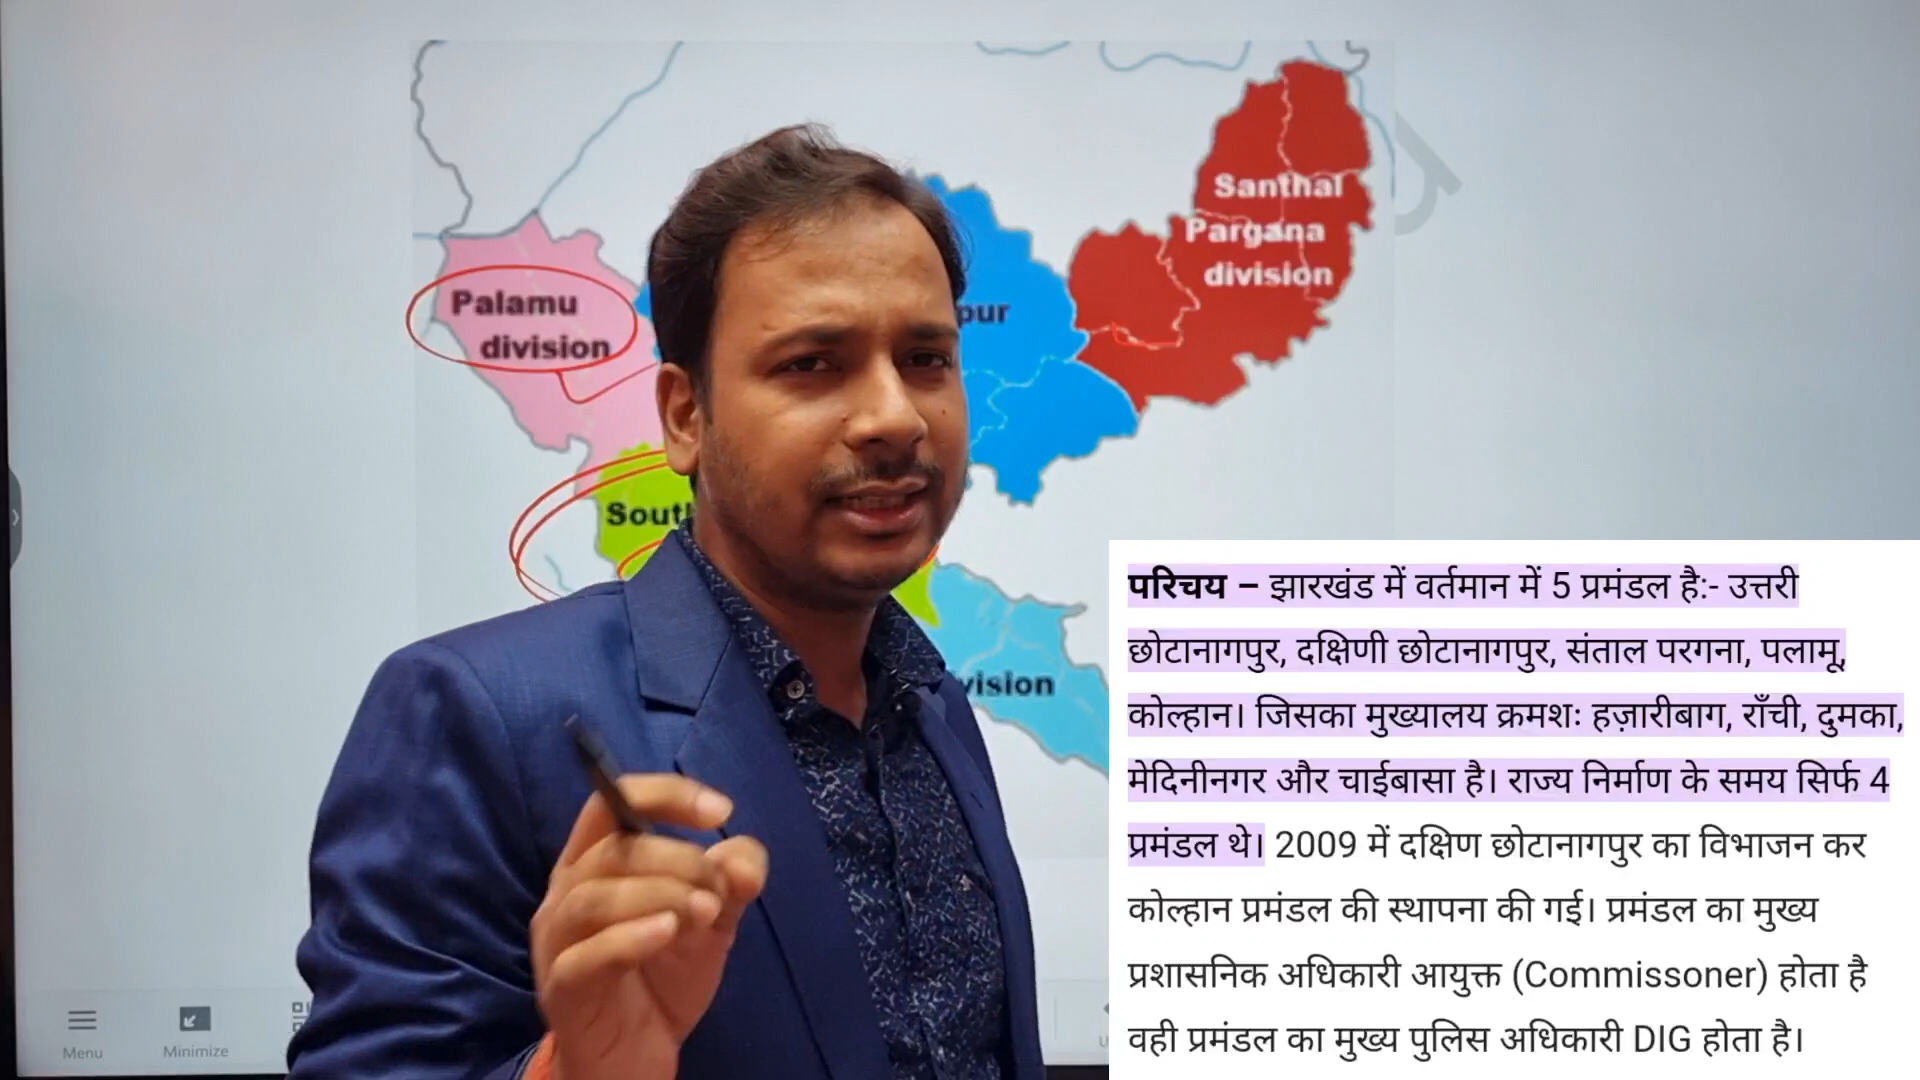 Santhal
Pargana
division
Palamu
division
pur
South
vision
Menu
Minimize
परिचय – झारखंड में वर्तमान में 5 प्रमंडल है:- उत्तरी
छोटानागपुर, दक्षिणी छोटानागपुर, संताल परगना, पलामू,
कोल्हान। जिसका मुख्यालय क्रमशः हज़ारीबाग, राँची, दुमका,
मेदिनीनगर और चाईबासा है। राज्य निर्माण के समय सिर्फ 4
प्रमंडल थे। 2009 में दक्षिण छोटानागपुर का विभाजन कर
कोल्हान प्रमंडल की स्थापना की गई। प्रमंडल का मुख्य
प्रशासनिक अधिकारी आयुक्त (Commissoner) होता है
वही प्रमंडल का मुख्य पुलिस अधिकारी DIG होता है।